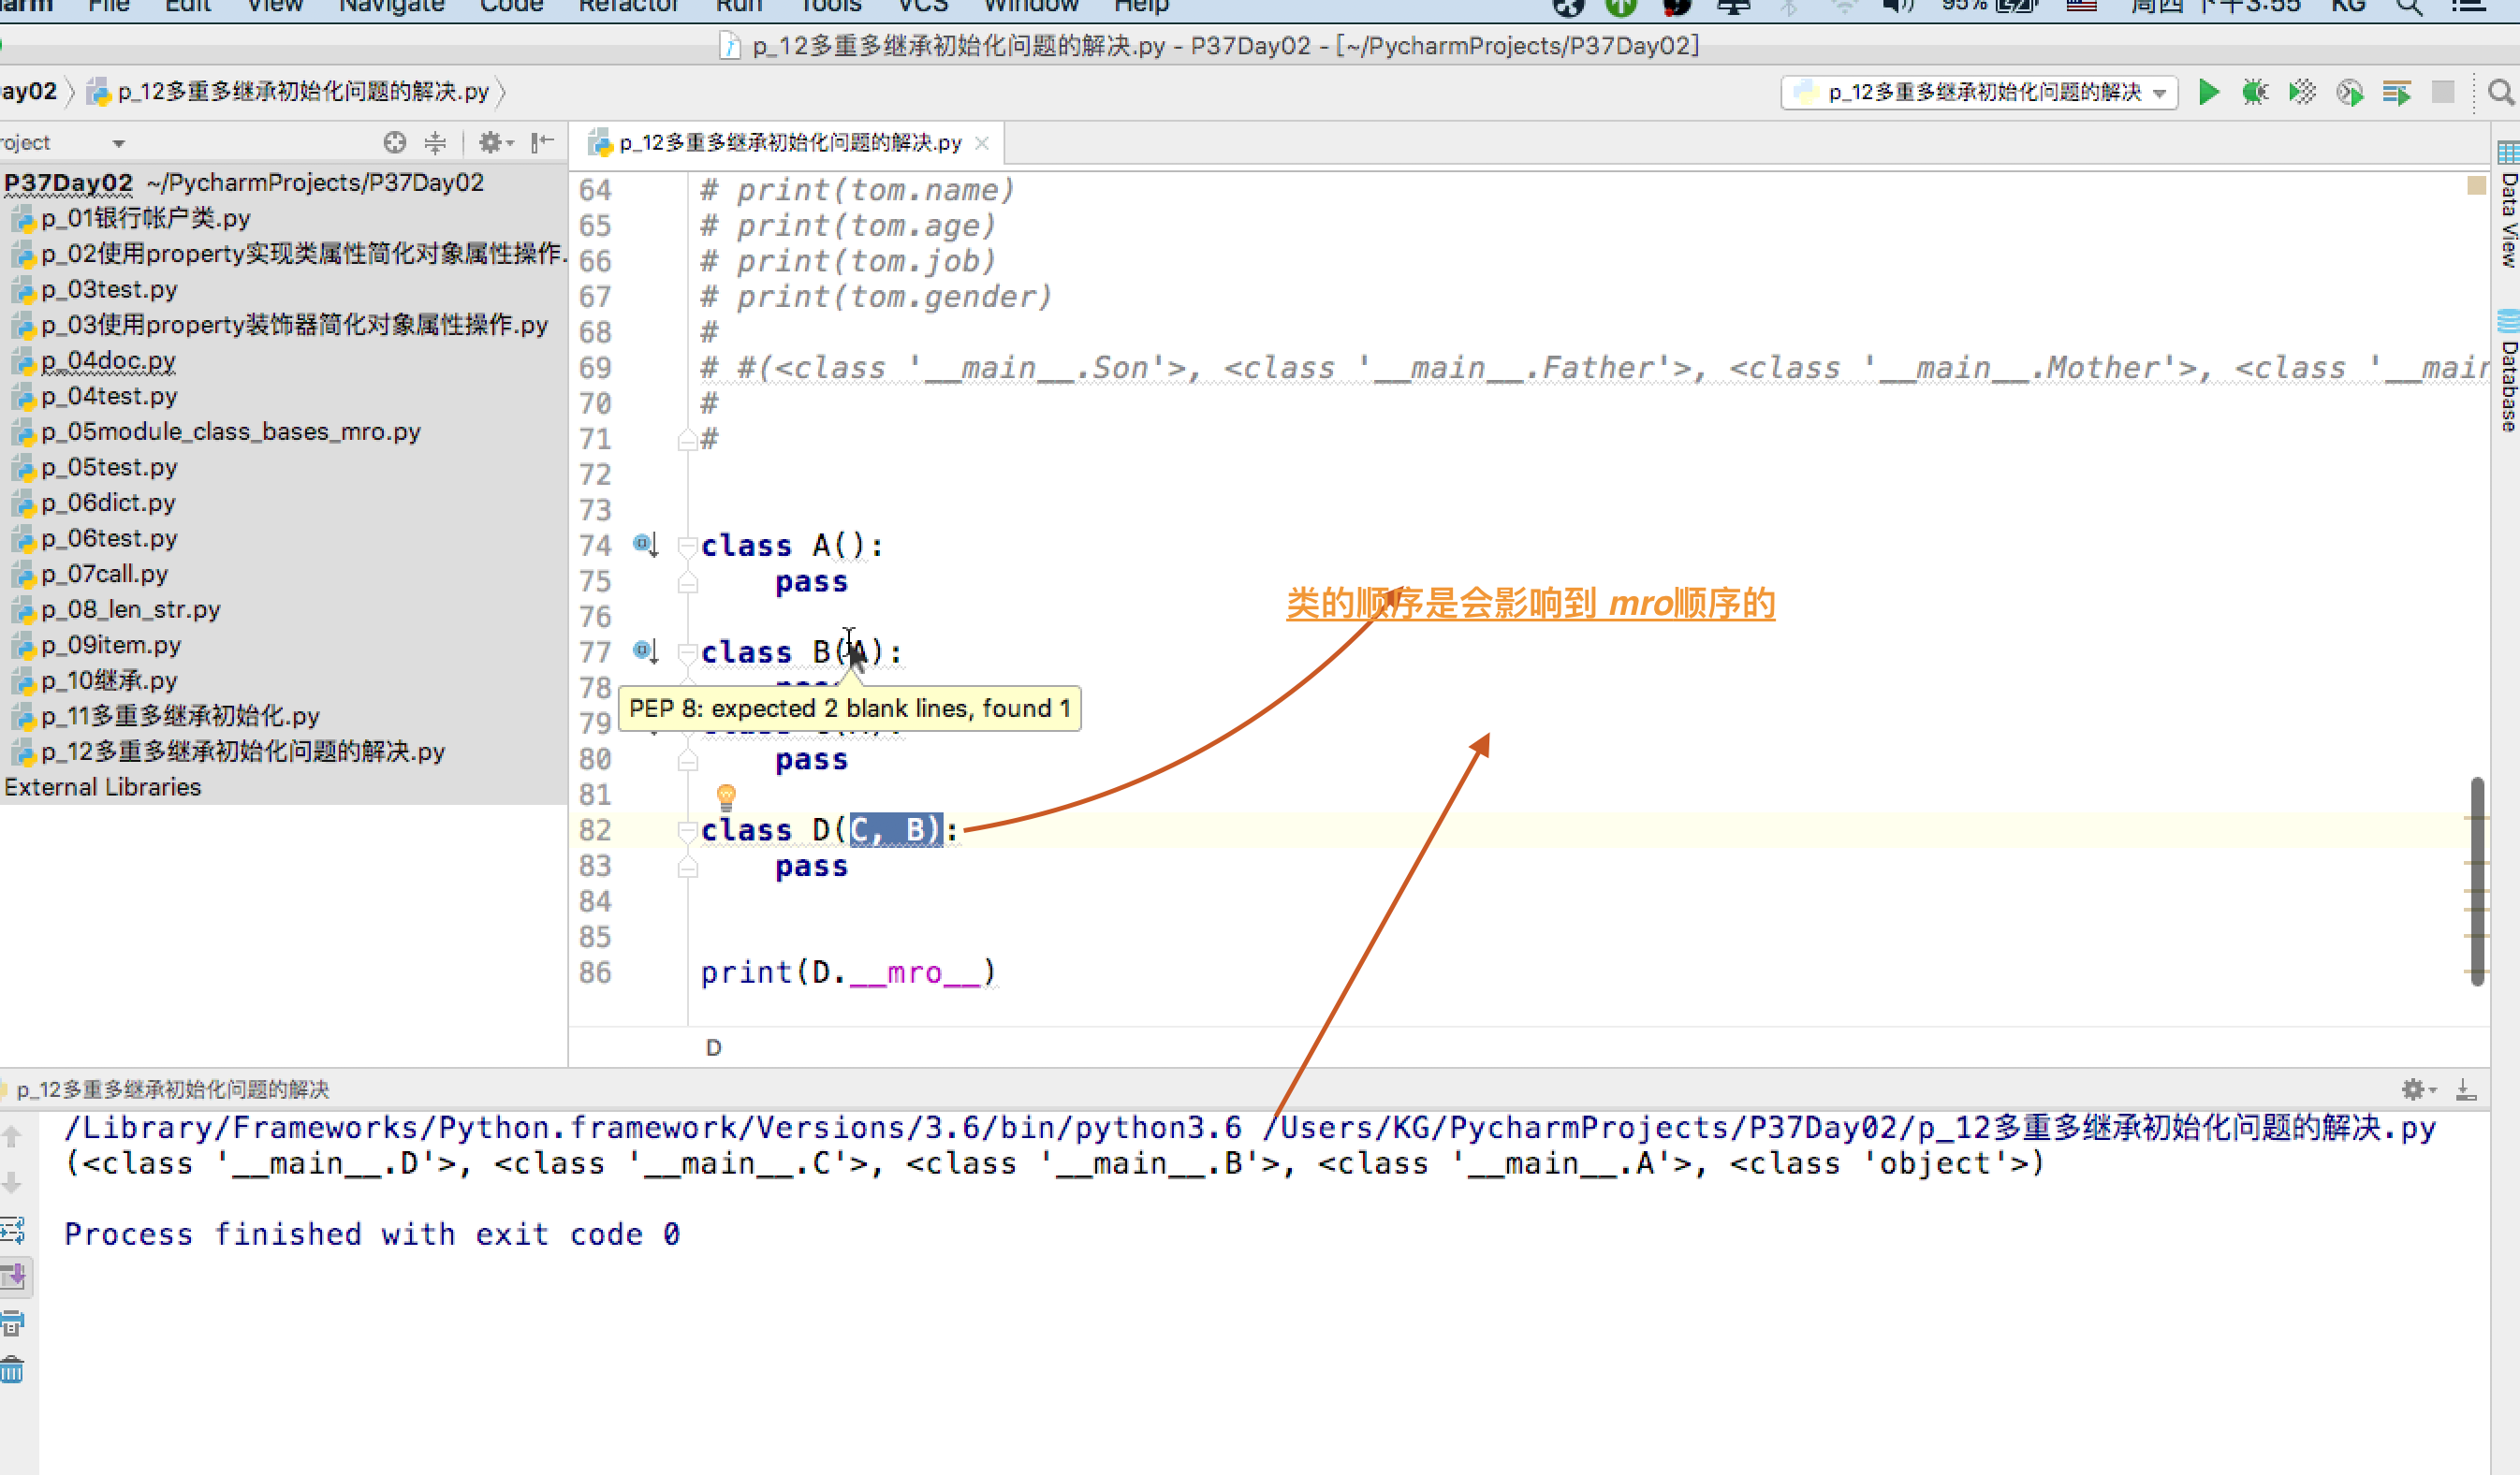 File Edit View Navigate Code Refactor Run Tools VCS Window Help 95% 周四 下午3:55 KG
p_12多重多继承初始化问题的解决.py - P37Day02 - [~/PycharmProjects/P37Day02]
ay02 p_12多重多继承初始化问题的解决.py p_12多重多继承初始化问题的解决
roject
P37Day02 ~/PycharmProjects/P37Day02
p_01银行帐户类.py
p_02使用property实现类属性简化对象属性操作.
p_03test.py
p_03使用property装饰器简化对象属性操作.py
p_04doc.py
p_04test.py
p_05module_class_bases_mro.py
p_05test.py
p_06dict.py
p_06test.py
p_07call.py
p_08_len_str.py
p_09item.py
p_10继承.py
p_11多重多继承初始化.py
p_12多重多继承初始化问题的解决.py
External Libraries
p_12多重多继承初始化问题的解决.py
64 # print(tom.name)
65 # print(tom.age)
66 # print(tom.job)
67 # print(tom.gender)
68 #
69 # #(<class '__main__.Son'>, <class '__main__.Father'>, <class '__main__.Mother'>, <class '__main
70 #
71 #
72
73
74 class A():
75 pass
76
77 class B(A):
78
PEP 8: expected 2 blank lines, found 1
79
80 pass
81
82 class D(C, B):
83 pass
84
85
86 print(D.__mro__)
类的顺序是会影响到 mro顺序的
D
Data View
Database
p_12多重多继承初始化问题的解决
/Library/Frameworks/Python.framework/Versions/3.6/bin/python3.6 /Users/KG/PycharmProjects/P37Day02/p_12多重多继承初始化问题的解决.py
(<class '__main__.D'>, <class '__main__.C'>, <class '__main__.B'>, <class '__main__.A'>, <class 'object'>)
Process finished with exit code 0